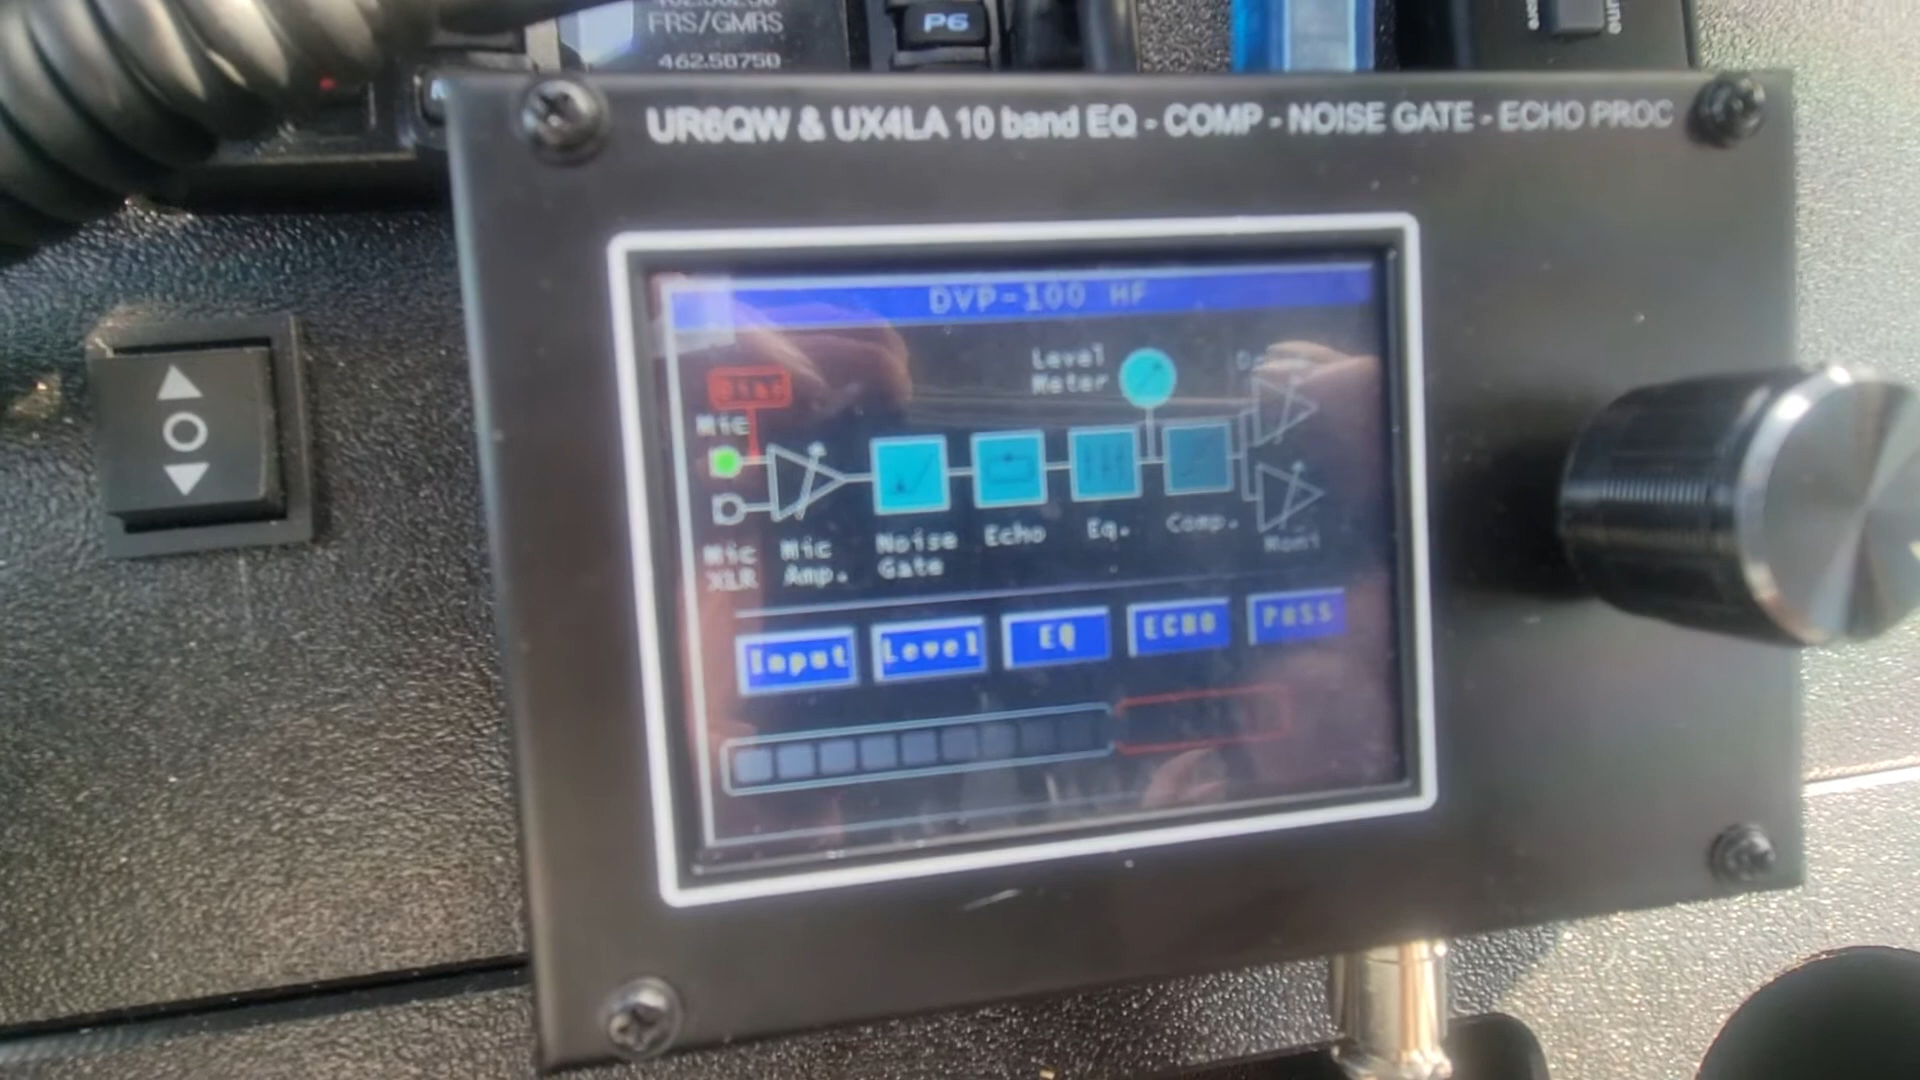 FRS/GMRS
462.58750
P6
UR6QW & UX4LA 10 band EQ - COMP - NOISE GATE - ECHO PROC
DVP-100 HF
Level
Meter
Mic
Mic
XLR
Mic
Amp.
Noise
Gate
Echo
Eq.
Comp.
Moni
Input
Level
EQ
ECHO
Pass